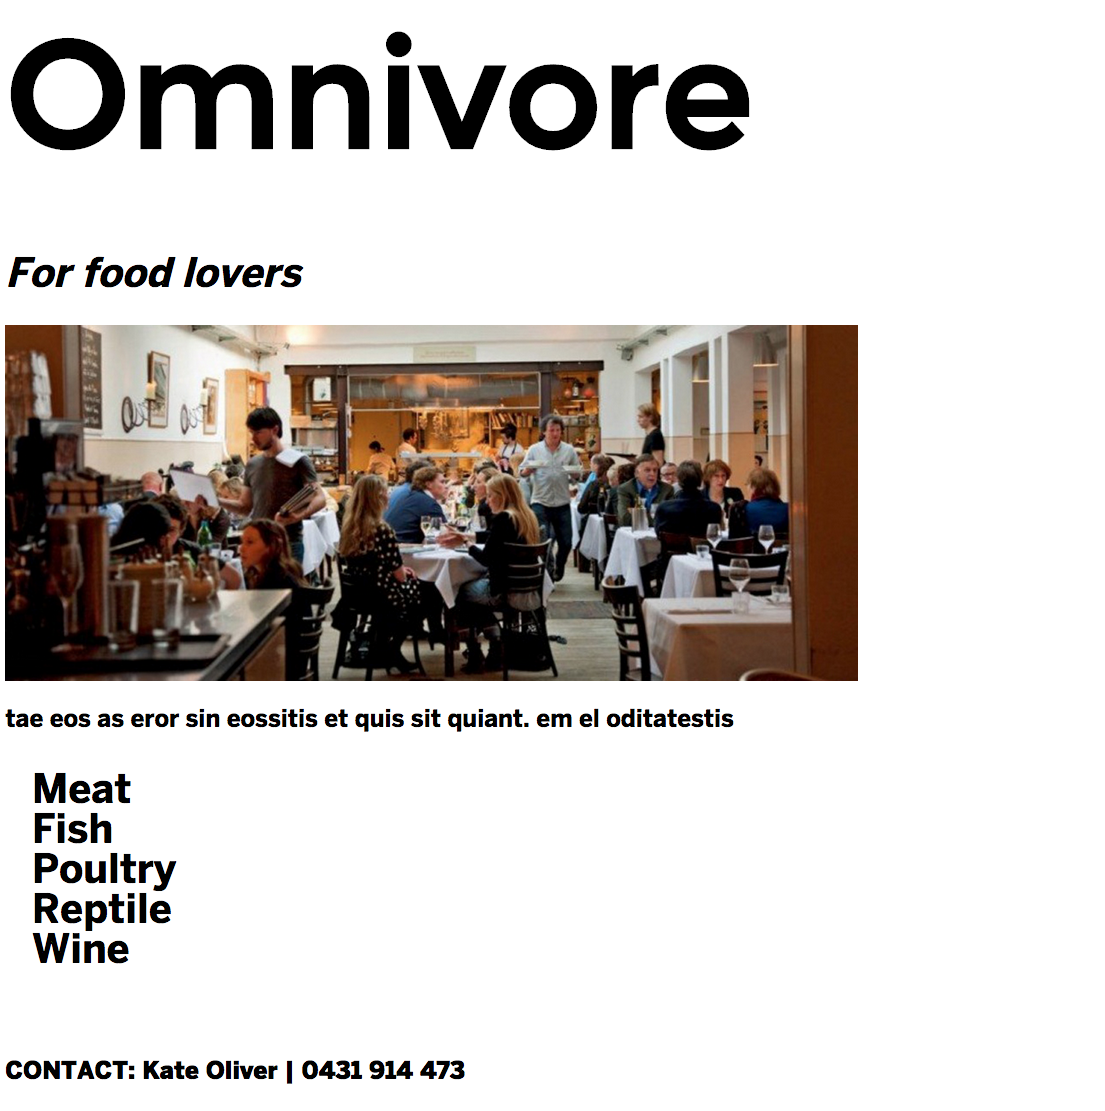 Omnivore
For food lovers
tae eos as eror sin eossitis et quis sit quiant. em el oditatestis
Meat
Fish
Poultry
Reptile
Wine
CONTACT: Kate Oliver | 0431 914 473